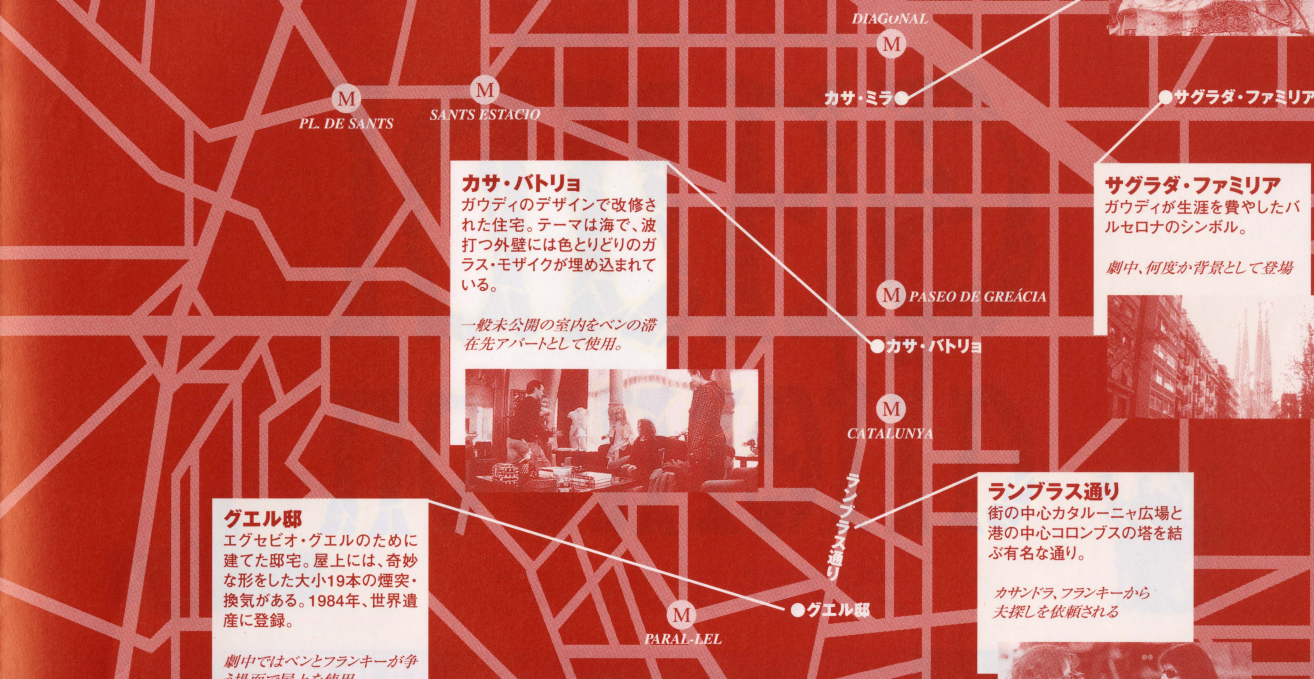 DIAGONAL
M
カサ・ミラ
サグラダ・ファミリア
M
PL. DE SANTS
M
SANTS ESTACIO
カサ・バトリョ
ガウディのデザインで改修さ
れた住宅。テーマは海で、波
打つ外壁には色とりどりのガ
ラス・モザイクが埋め込まれて
いる。
一般未公開の室内をベンの滞
在先アパートとして使用。
サグラダ・ファミリア
ガウディが生涯を費やしたバ
ルセロナのシンボル。
劇中、何度か背景として登場
M PASEO DE GREÁCIA
カサ・バトリョ
M
CATALUNYA
ランブラス通り
ランブラス通り
街の中心カタルーニャ広場と
港の中心コロンブスの塔を結
ぶ有名な通り。
カサンドラ、フランキーから
夫探しを依頼される
グエル邸
エグセビオ・グエルのために
建てた邸宅。屋上には、奇妙
な形をした大小19本の煙突・
換気がある。1984年、世界遺
産に登録。
劇中ではベンとフランキーが争
う場面で屋上を使用
グエル邸
M
PARAL-LEL